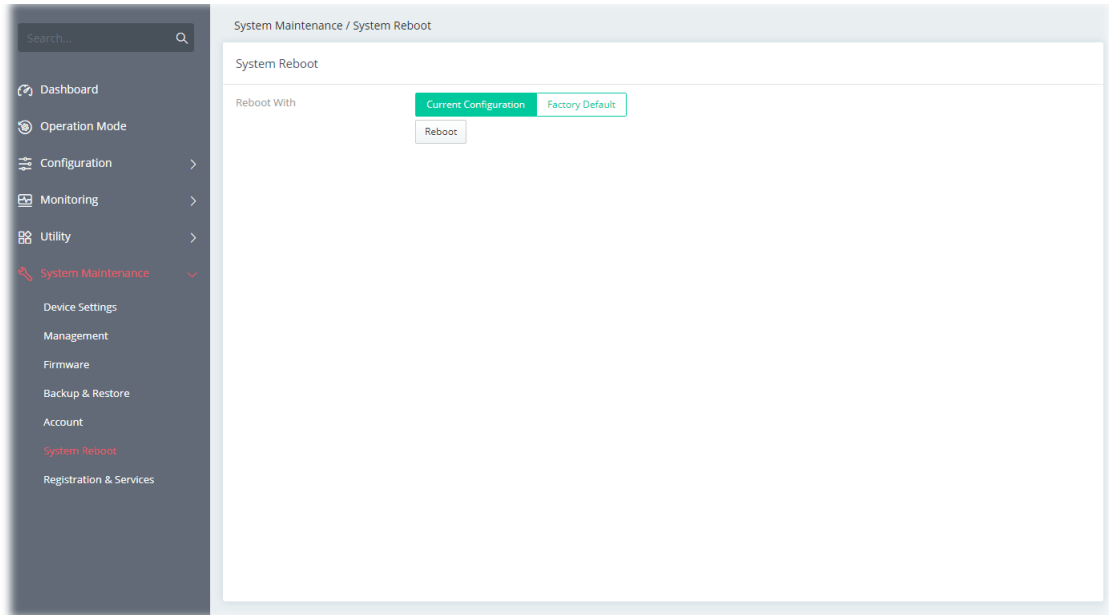 Search...
Dashboard
Operation Mode
Configuration
Monitoring
Utility
System Maintenance
Device Settings
Management
Firmware
Backup & Restore
Account
System Reboot
Registration & Services
System Maintenance / System Reboot
System Reboot
Reboot With
Current Configuration
Factory Default
Reboot